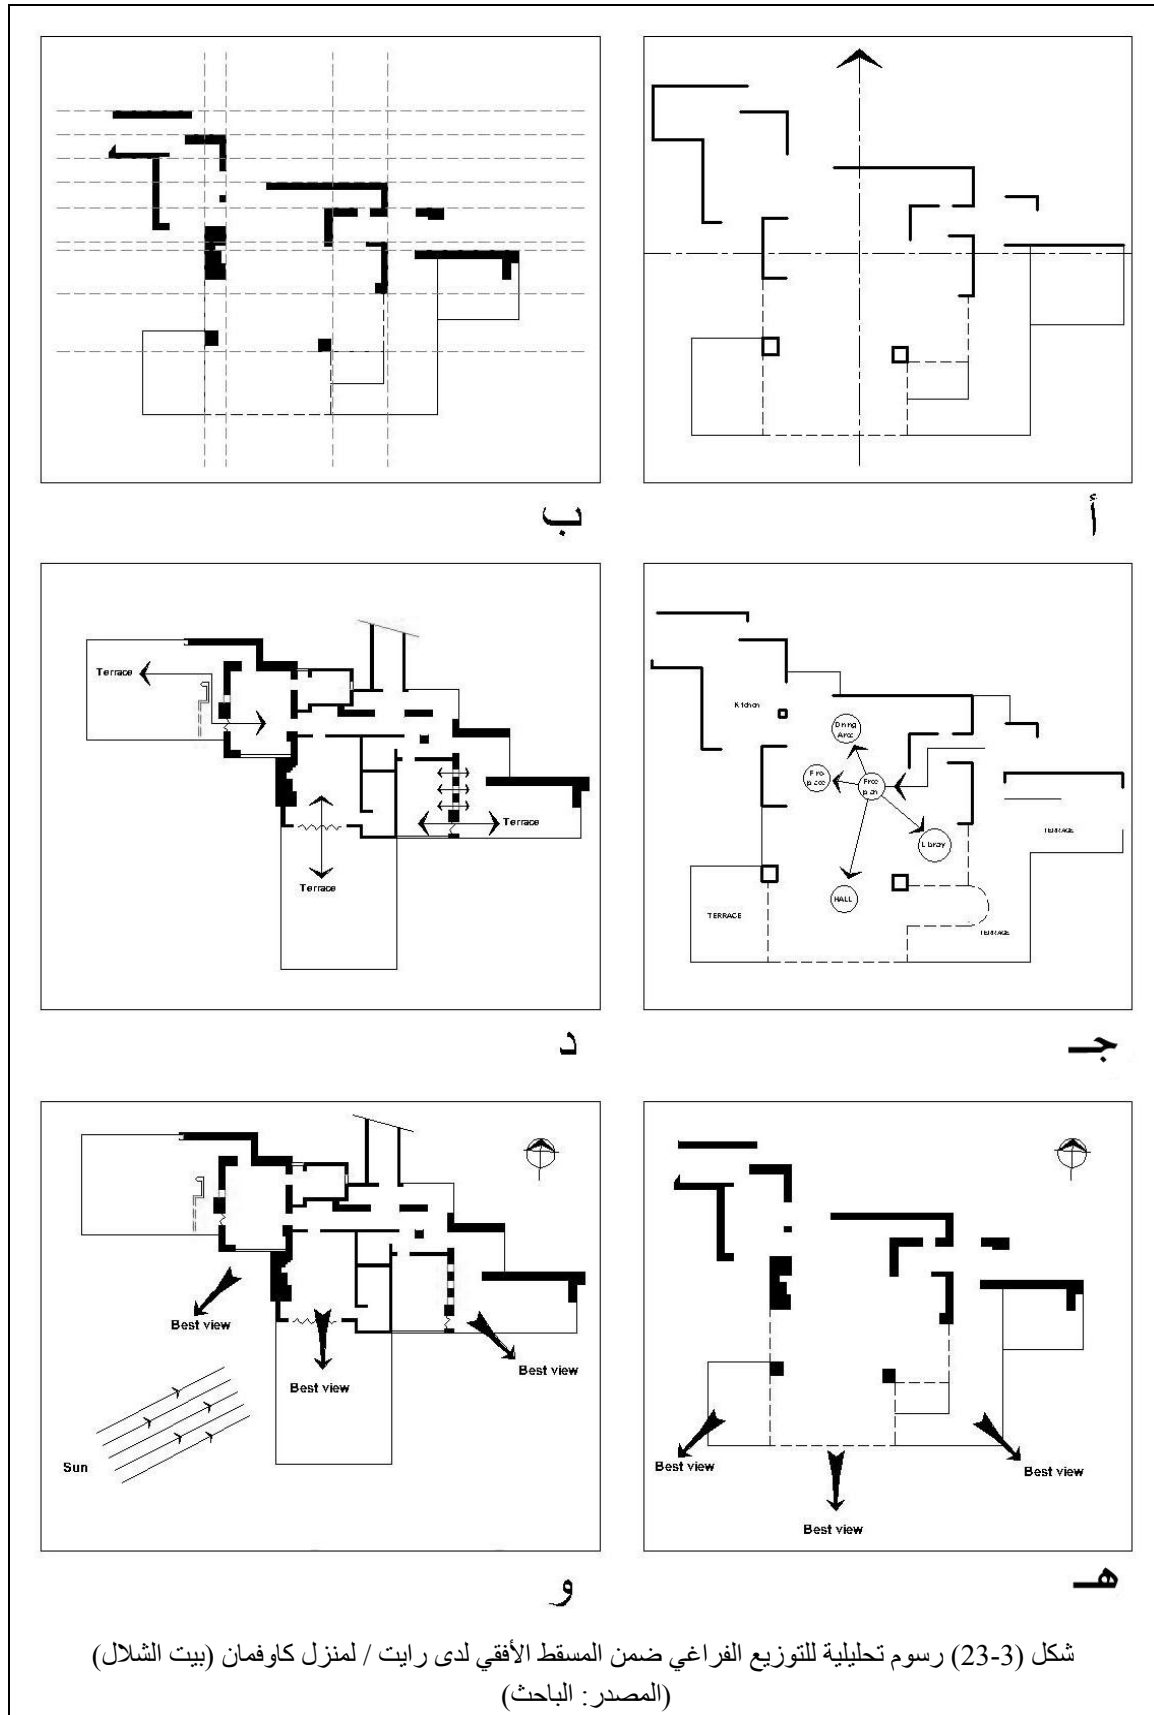 أ
ب
Kitchen
Dining
Area
Fire
place
Free
plan
Library
HALL
TERRACE
TERRACE
TERRACE
جـ
Terrace
Terrace
Terrace
د
Best view
Best view
Best view
هـ
Best view
Best view
Best view
Sun
و
شكل (3-23) رسوم تحليلية للتوزيع الفراغي ضمن المسقط الأفقي لدى رايت / لمنزل كاوفمان (بيت الشلال)
(المصدر: الباحث)